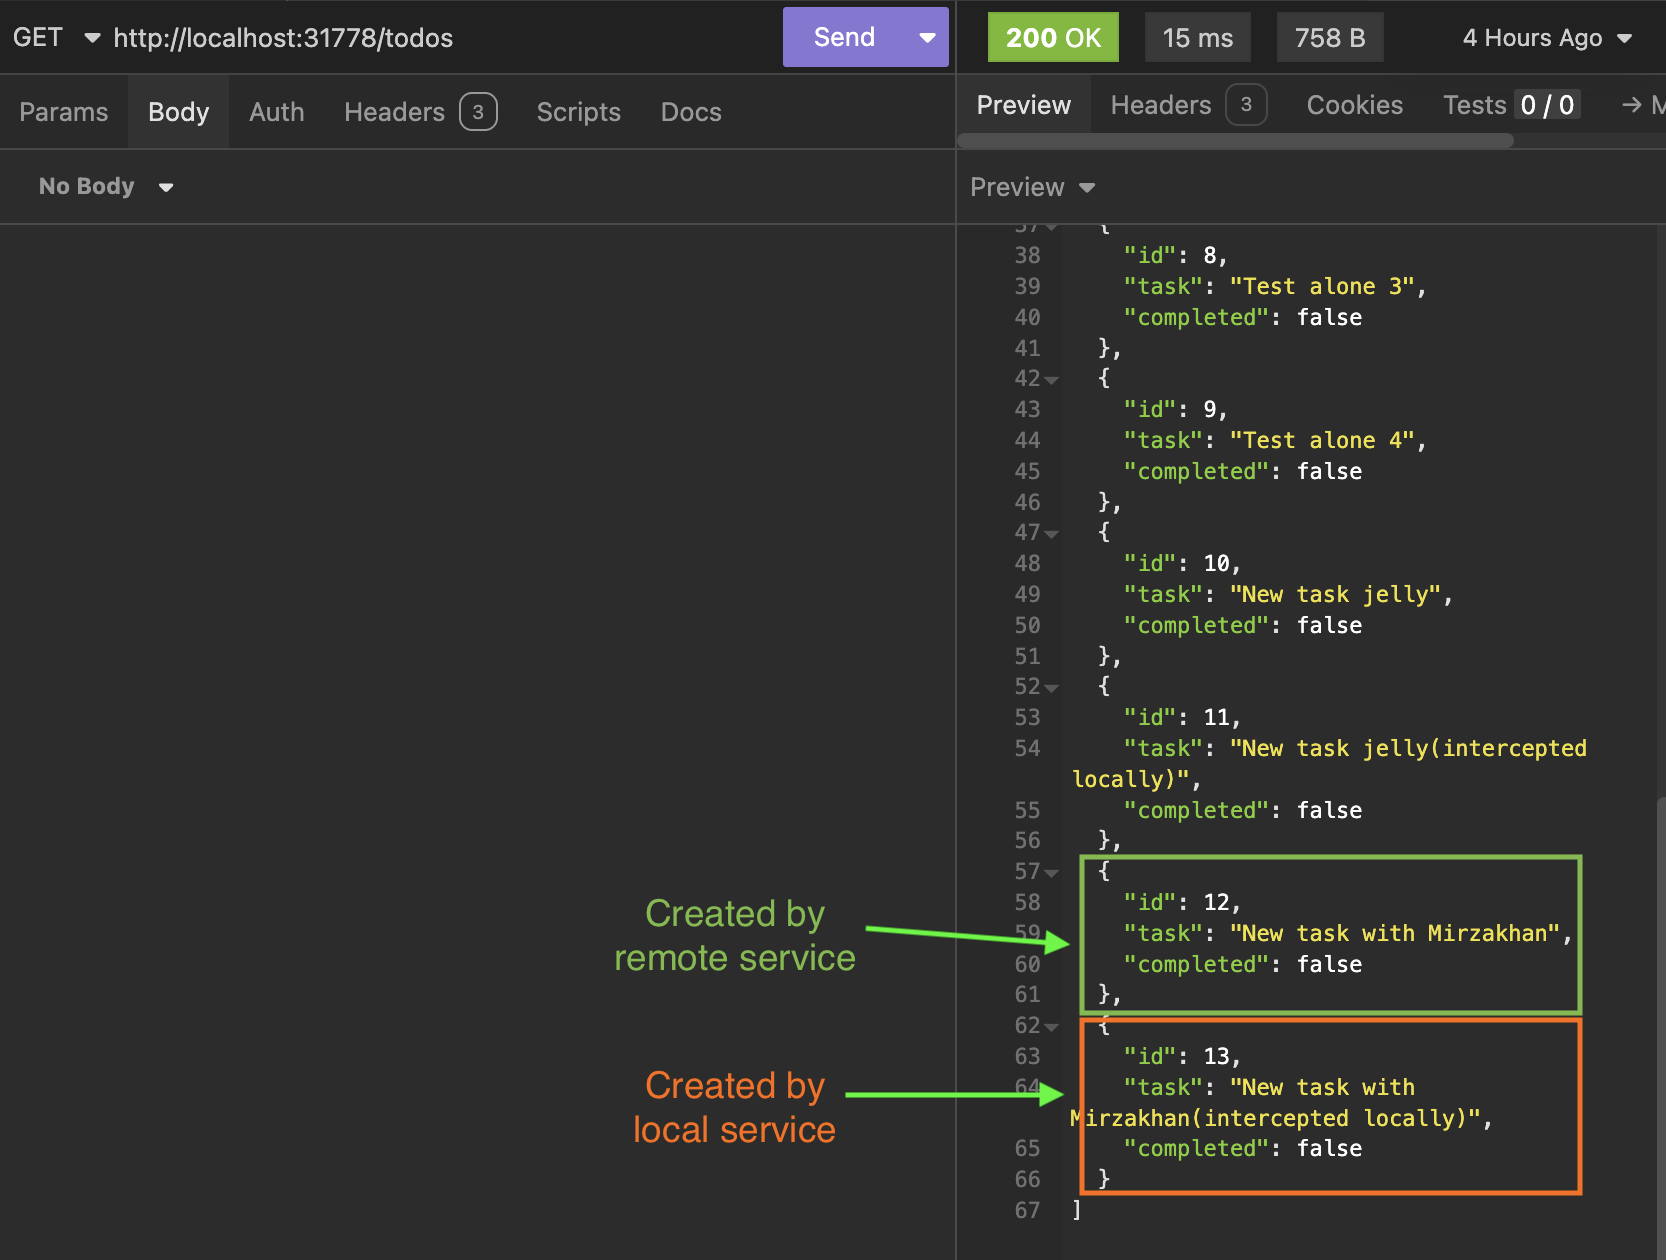 GET http://localhost:31778/todos Send
200 OK 15 ms 758 B 4 Hours Ago
Params Body Auth Headers 3 Scripts Docs
Preview Headers 3 Cookies Tests 0 / 0 → M
No Body
Preview
37 {
38 "id": 8,
39 "task": "Test alone 3",
40 "completed": false
41 },
42 {
43 "id": 9,
44 "task": "Test alone 4",
45 "completed": false
46 },
47 {
48 "id": 10,
49 "task": "New task jelly",
50 "completed": false
51 },
52 {
53 "id": 11,
54 "task": "New task jelly(intercepted
locally)",
55 "completed": false
56 },
57 {
58 "id": 12,
59 "task": "New task with Mirzakhan",
60 "completed": false
61 },
62 {
63 "id": 13,
64 "task": "New task with
Mirzakhan(intercepted locally)",
65 "completed": false
66 }
67 ]
Created by
remote service
Created by
local service